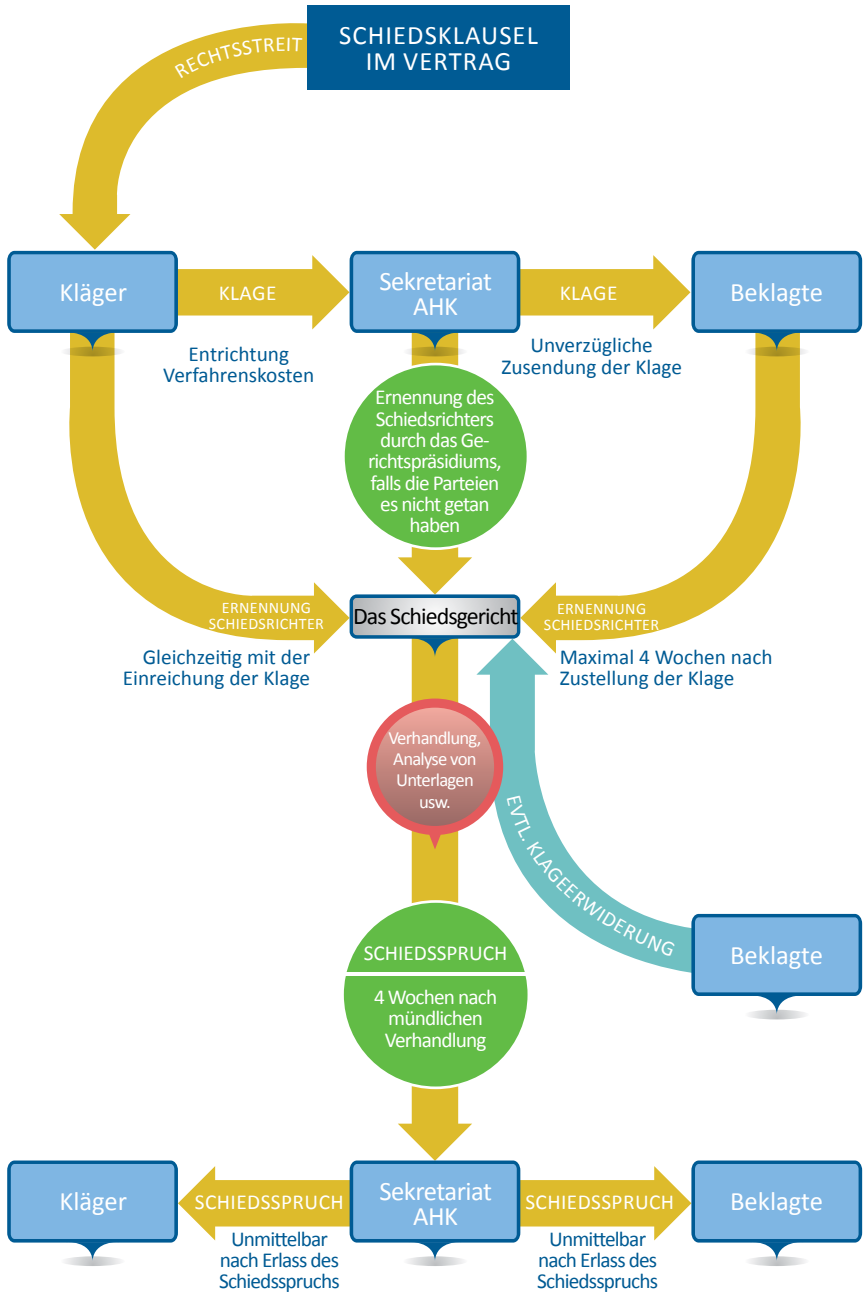 SCHIEDSKLAUSEL
IM VERTRAG
RECHTSSTREIT
Kläger
KLAGE
Sekretariat
AHK
KLAGE
Beklagte
Entrichtung
Verfahrenskosten
Unverzügliche
Zusendung der Klage
Ernennung des
Schiedsrichters
durch das Ge-
richtspräsidiums,
falls die Parteien
es nicht getan
haben
ERNENNUNG
SCHIEDSRICHTER
Das Schiedsgericht
ERNENNUNG
SCHIEDSRICHTER
Gleichzeitig mit der
Einreichung der Klage
Maximal 4 Wochen nach
Zustellung der Klage
Verhandlung,
Analyse von
Unterlagen
usw.
EVTL. KLAGEERWIDERUNG
Beklagte
SCHIEDSSPRUCH
4 Wochen nach
mündlichen
Verhandlung
Kläger
SCHIEDSSPRUCH
Sekretariat
AHK
SCHIEDSSPRUCH
Beklagte
Unmittelbar
nach Erlass des
Schiedsspruchs
Unmittelbar
nach Erlass des
Schiedsspruchs